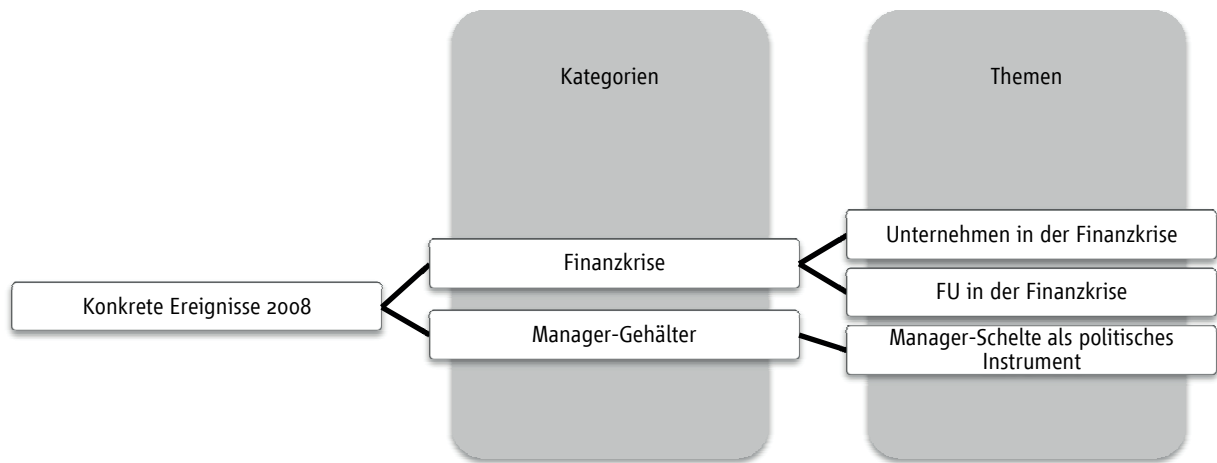 Kategorien
Themen
Konkrete Ereignisse 2008
Finanzkrise
Manager-Gehälter
Unternehmen in der Finanzkrise
FU in der Finanzkrise
Manager-Schelte als politisches
Instrument